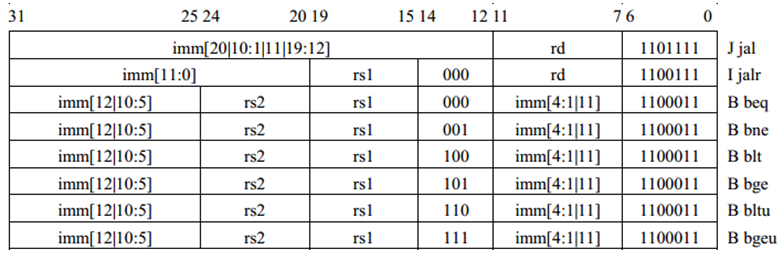 31 25 24 20 19 15 14 12 11 7 6 0
imm[20|10:1|11|19:12] rd 1101111 J jal
imm[11:0] rs1 000 rd 1100111 I jalr
imm[12|10:5] rs2 rs1 000 imm[4:1|11] 1100011 B beq
imm[12|10:5] rs2 rs1 001 imm[4:1|11] 1100011 B bne
imm[12|10:5] rs2 rs1 100 imm[4:1|11] 1100011 B blt
imm[12|10:5] rs2 rs1 101 imm[4:1|11] 1100011 B bge
imm[12|10:5] rs2 rs1 110 imm[4:1|11] 1100011 B bltu
imm[12|10:5] rs2 rs1 111 imm[4:1|11] 1100011 B bgeu